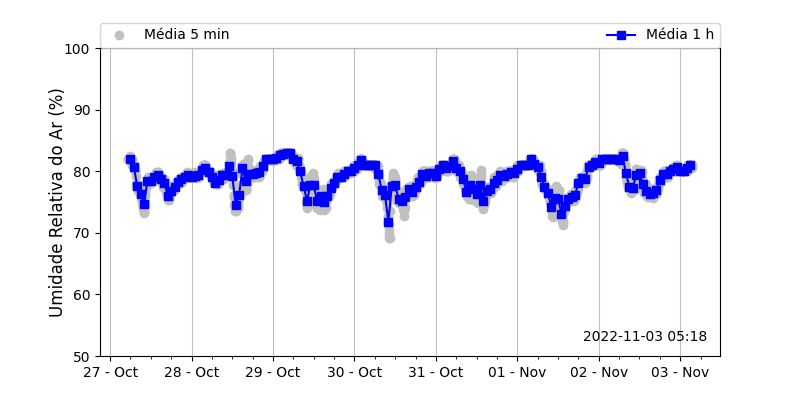 Média 5 min
Média 1 h
100
90
80
70
60
50
Umidade Relativa do Ar (%)
2022-11-03 05:18
27 - Oct
28 - Oct
29 - Oct
30 - Oct
31 - Oct
01 - Nov
02 - Nov
03 - Nov